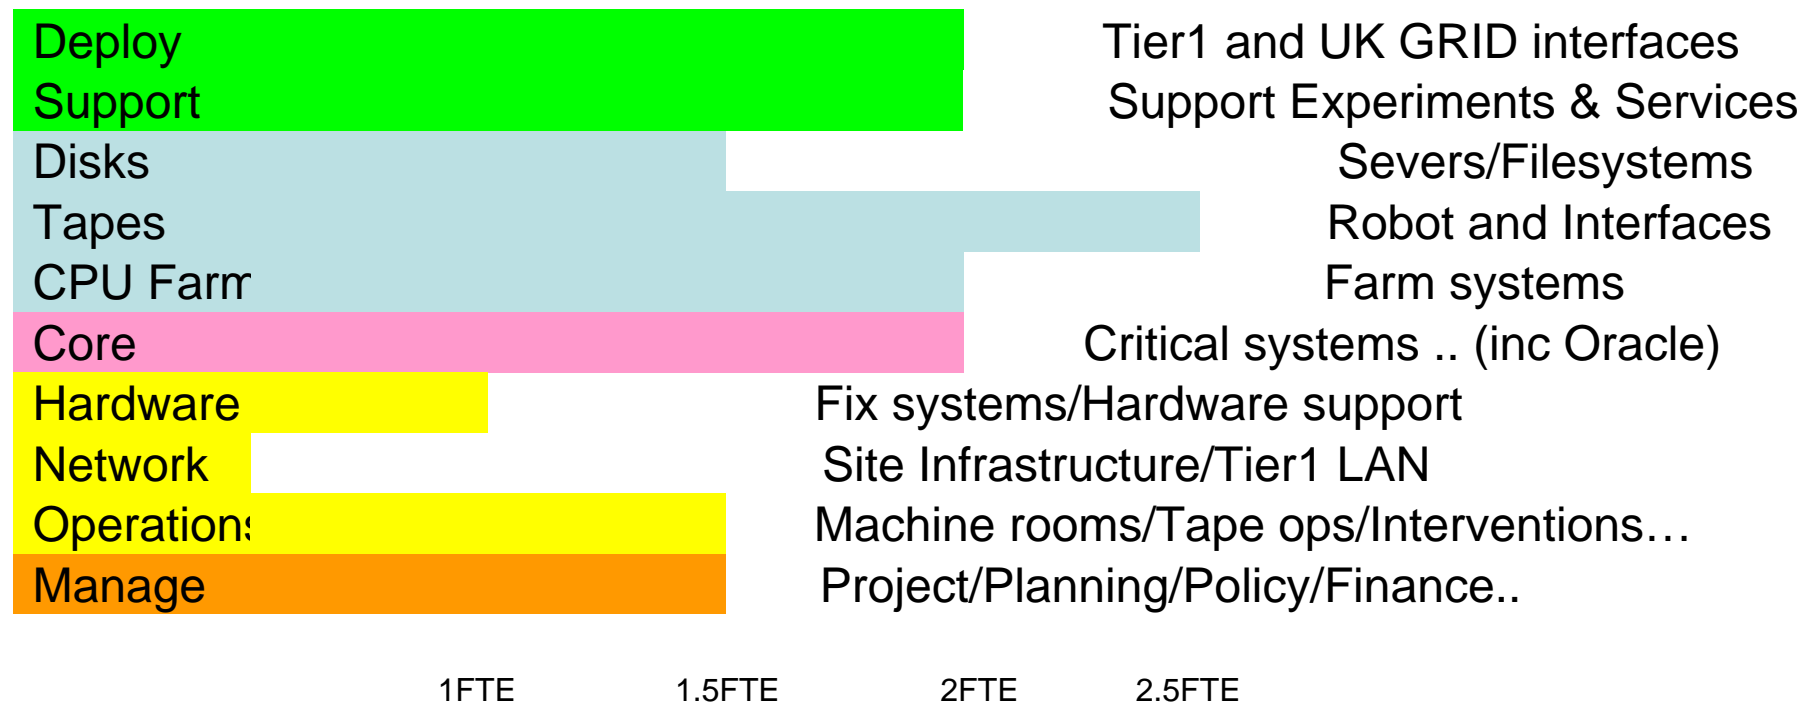 Deploy Tier1 and UK GRID interfaces
Support Support Experiments & Services
Disks Severs/Filesystems
Tapes Robot and Interfaces
CPU Farm Farm systems
Core Critical systems .. (inc Oracle)
Hardware Fix systems/Hardware support
Network Site Infrastructure/Tier1 LAN
Operations Machine rooms/Tape ops/Interventions…
Manage Project/Planning/Policy/Finance..
1FTE 1.5FTE 2FTE 2.5FTE